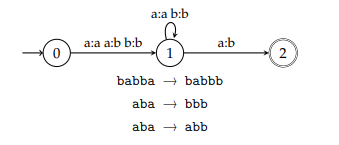 a:a b:b
a:a a:b b:b
a:b
0
1
2
babba → babbb
aba → bbb
aba → abb